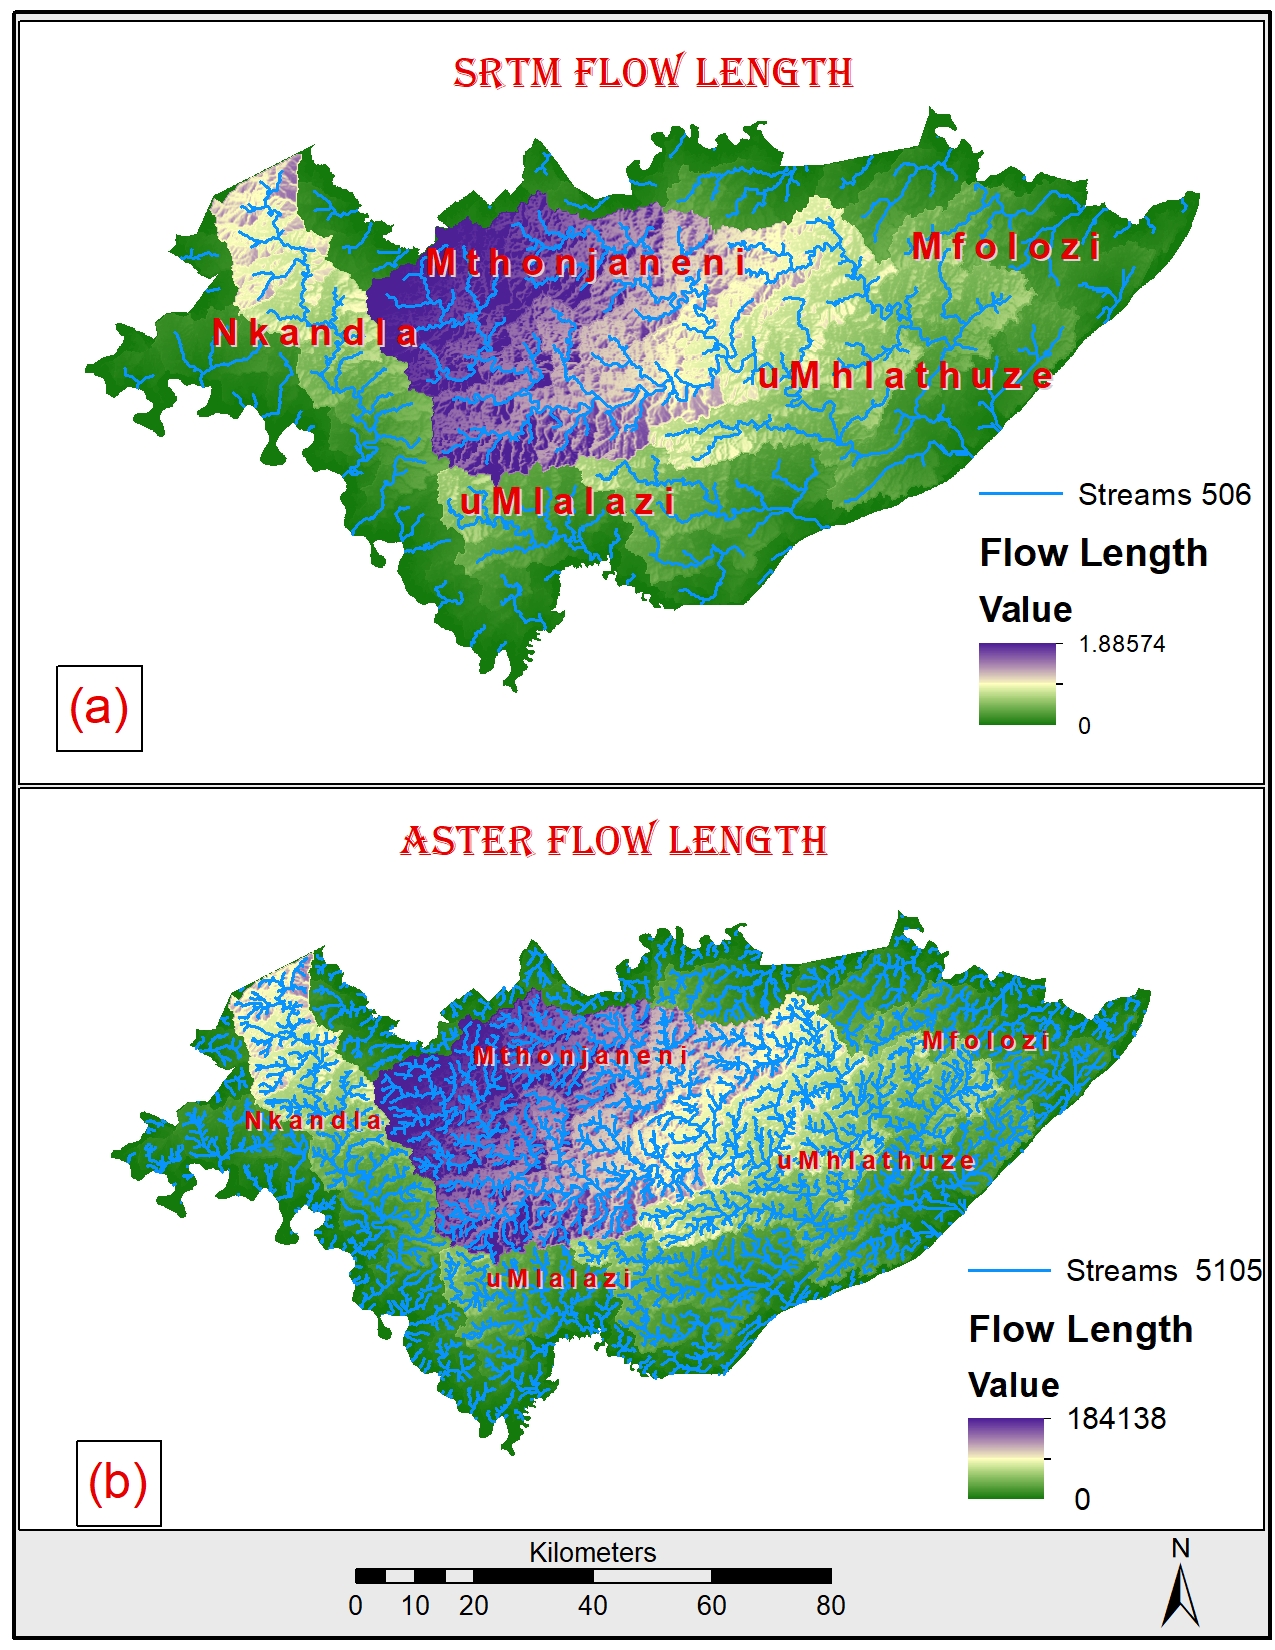 SRTM FLOW LENGTH
Mfolozi
Mthonjaneni
Nkandla
uMhlathuze
uMlalazi
Streams 506
Flow Length
Value
1.88574
0
(a)
ASTER FLOW LENGTH
Mfolozi
Mthonjaneni
Nkandla
uMhlathuze
uMlalazi
Streams 5105
Flow Length
Value
184138
0
(b)
Kilometers
0 10 20 40 60 80
N